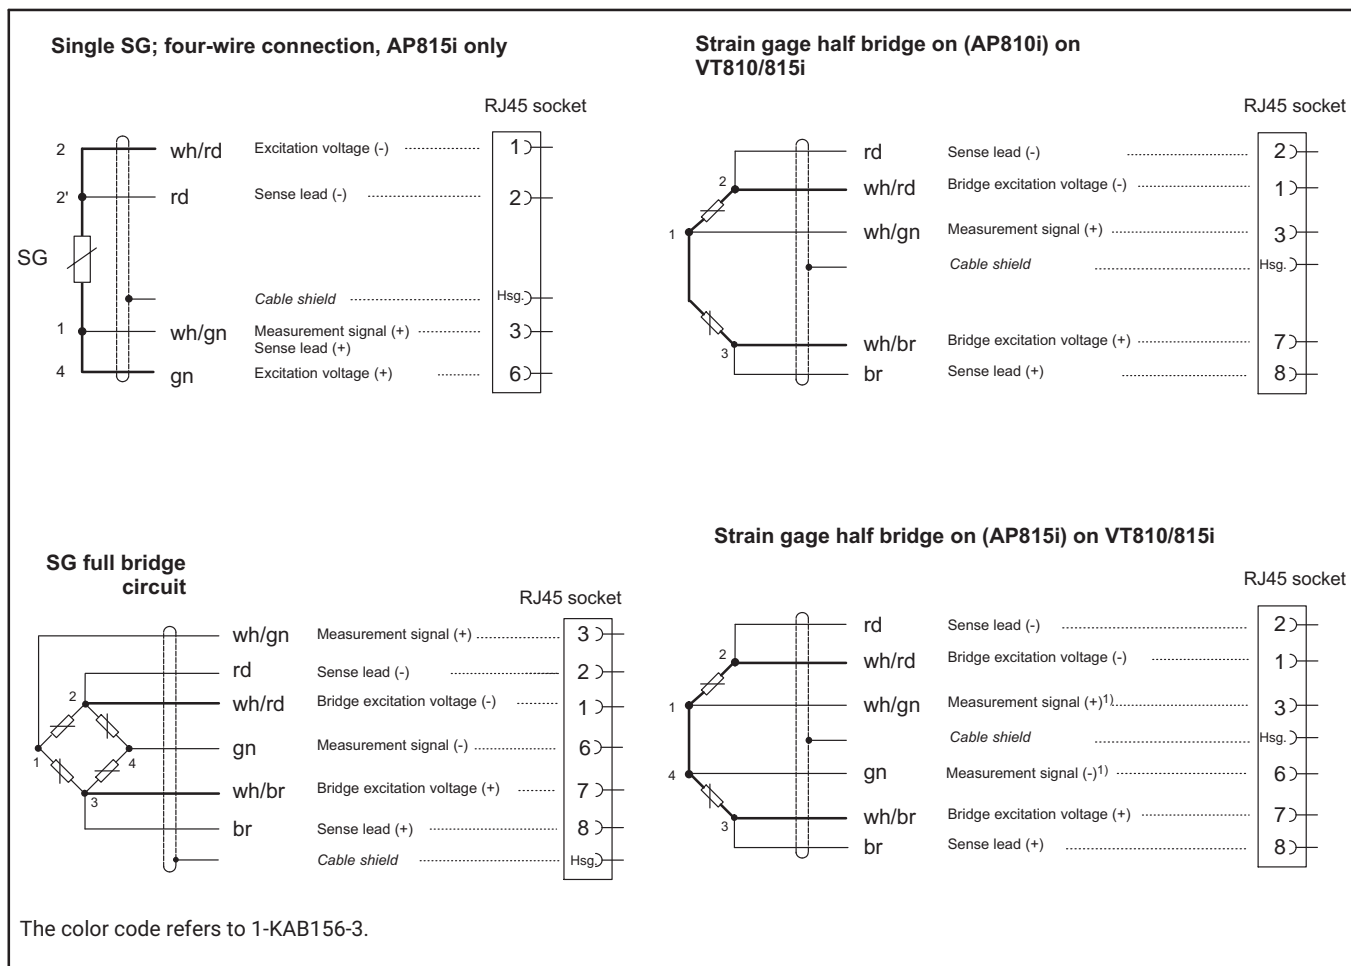 Single SG; four-wire connection, AP815i only
RJ45 socket
2 wh/rd Excitation voltage (-) 1
2' rd Sense lead (-) 2
SG
Cable shield Hsg.
1 wh/gn Measurement signal (+) 3
Sense lead (+)
4 gn Excitation voltage (+) 6
Strain gage half bridge on (AP810i) on
VT810/815i
RJ45 socket
rd Sense lead (-) 2
2 wh/rd Bridge excitation voltage (-) 1
1 wh/gn Measurement signal (+) 3
Cable shield Hsg.
3 wh/br Bridge excitation voltage (+) 7
br Sense lead (+) 8
SG full bridge
circuit
RJ45 socket
wh/gn Measurement signal (+) 3
rd Sense lead (-) 2
2 wh/rd Bridge excitation voltage (-) 1
1 4 gn Measurement signal (-) 6
3 wh/br Bridge excitation voltage (+) 7
br Sense lead (+) 8
Cable shield Hsg.
Strain gage half bridge on (AP815i) on VT810/815i
RJ45 socket
rd Sense lead (-) 2
2 wh/rd Bridge excitation voltage (-) 1
1 wh/gn Measurement signal (+)1) 3
Cable shield Hsg.
4 gn Measurement signal (-)1) 6
3 wh/br Bridge excitation voltage (+) 7
br Sense lead (+) 8
The color code refers to 1-KAB156-3.